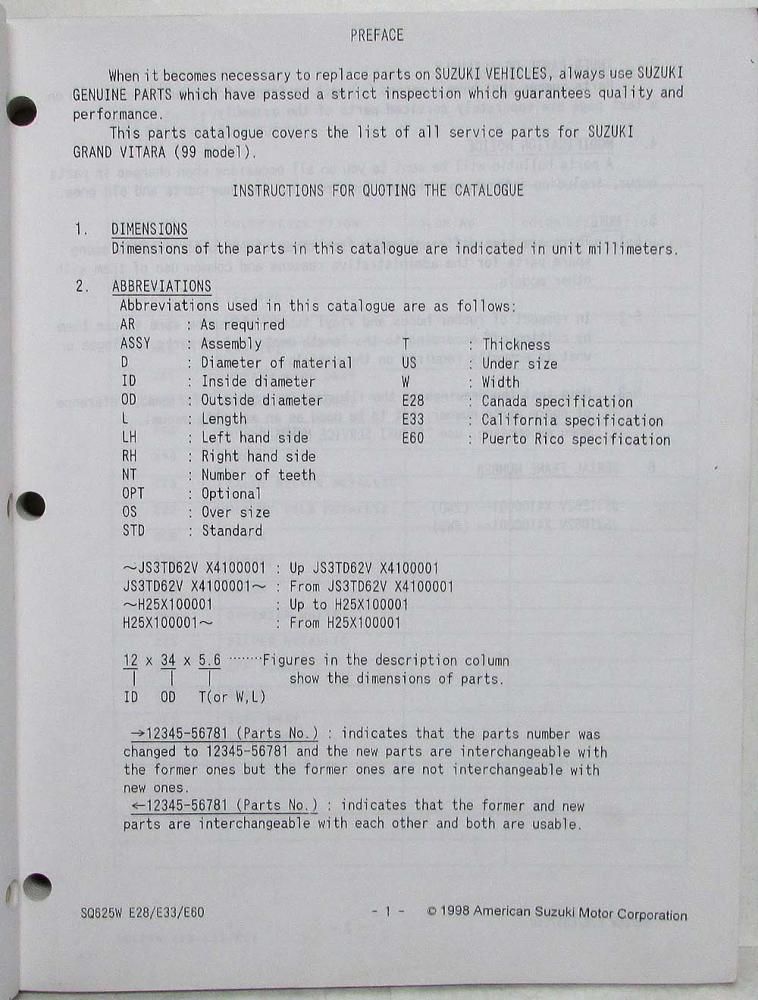 PREFACE
When it becomes necessary to replace parts on SUZUKI VEHICLES, always use SUZUKI
GENUINE PARTS which have passed a strict inspection which guarantees quality and
performance.
This parts catalogue covers the list of all service parts for SUZUKI
GRAND VITARA (99 model).
INSTRUCTIONS FOR QUOTING THE CATALOGUE
1. DIMENSIONS
Dimensions of the parts in this catalogue are indicated in unit millimeters.
2. ABBREVIATIONS
Abbreviations used in this catalogue are as follows:
AR : As required
ASSY : Assembly T : Thickness
D : Diameter of material US : Under size
ID : Inside diameter W : Width
OD : Outside diameter E28 : Canada specification
L : Length E33 : California specification
LH : Left hand side E60 : Puerto Rico specification
RH : Right hand side
NT : Number of teeth
OPT : Optional
OS : Over size
STD : Standard
～JS3TD62V X4100001 : Up JS3TD62V X4100001
JS3TD62V X4100001～ : From JS3TD62V X4100001
～H25X100001 : Up to H25X100001
H25X100001～ : From H25X100001
12 x 34 x 5.6 ·······Figures in the description column
show the dimensions of parts.
ID OD T(or W,L)
→12345-56781 (Parts No.) : indicates that the parts number was
changed to 12345-56781 and the new parts are interchangeable with
the former ones but the former ones are not interchangeable with
new ones.
←12345-56781 (Parts No.) : indicates that the former and new
parts are interchangeable with each other and both are usable.
SQ625W E28/E33/E60 - 1 - © 1998 American Suzuki Motor Corporation